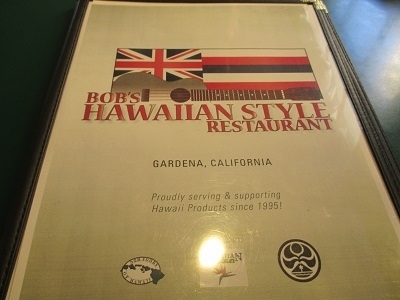 BOB'S
HAWAIIAN STYLE
RESTAURANT
GARDENA, CALIFORNIA
Proudly serving & supporting
Hawaii Products since 1995!